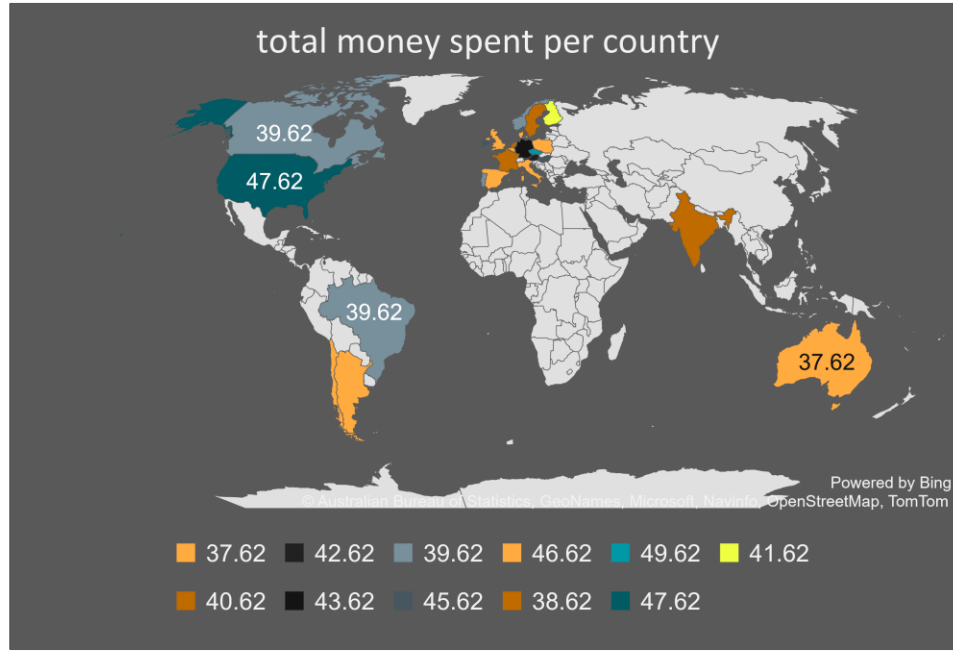 total money spent per country
39.62
47.62
39.62
37.62
Powered by Bing
© Australian Bureau of Statistics, GeoNames, Microsoft, Navinfo, OpenStreetMap, TomTom
37.62 42.62 39.62 46.62 49.62 41.62
40.62 43.62 45.62 38.62 47.62